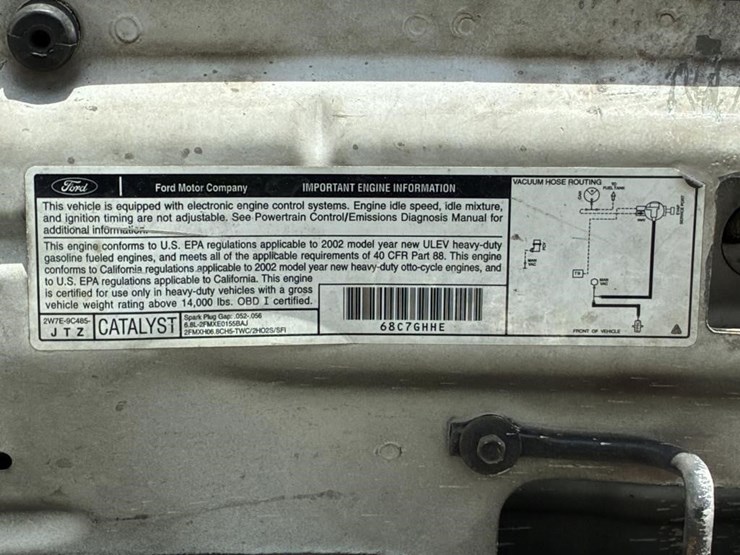 Ford
Ford Motor Company
IMPORTANT ENGINE INFORMATION
This vehicle is equipped with electronic engine control systems. Engine idle speed, idle mixture,
and ignition timing are not adjustable. See Powertrain Control/Emissions Diagnosis Manual for
additional information.
This engine conforms to U.S. EPA regulations applicable to 2002 model year new ULEV heavy-duty
gasoline fueled engines, and meets all of the applicable requirements of 40 CFR Part 88. This engine
conforms to California regulations applicable to 2002 model year new heavy-duty otto-cycle engines, and
to U.S. EPA regulations applicable to California. This engine
is certified for use only in heavy-duty vehicles with a gross
vehicle weight rating above 14,000 lbs. OBD I certified.
2W7E-9C485-
J T Z
CATALYST
Spark Plug Gap: .052-.056
6.8L-2FMXE0155BAJ
2FMXH06.8CH5-TWC/2HO2S/SFI
68C7GHHE
VACUUM HOSE ROUTING
TO
FUEL TANK
FRONT OF VEHICLE